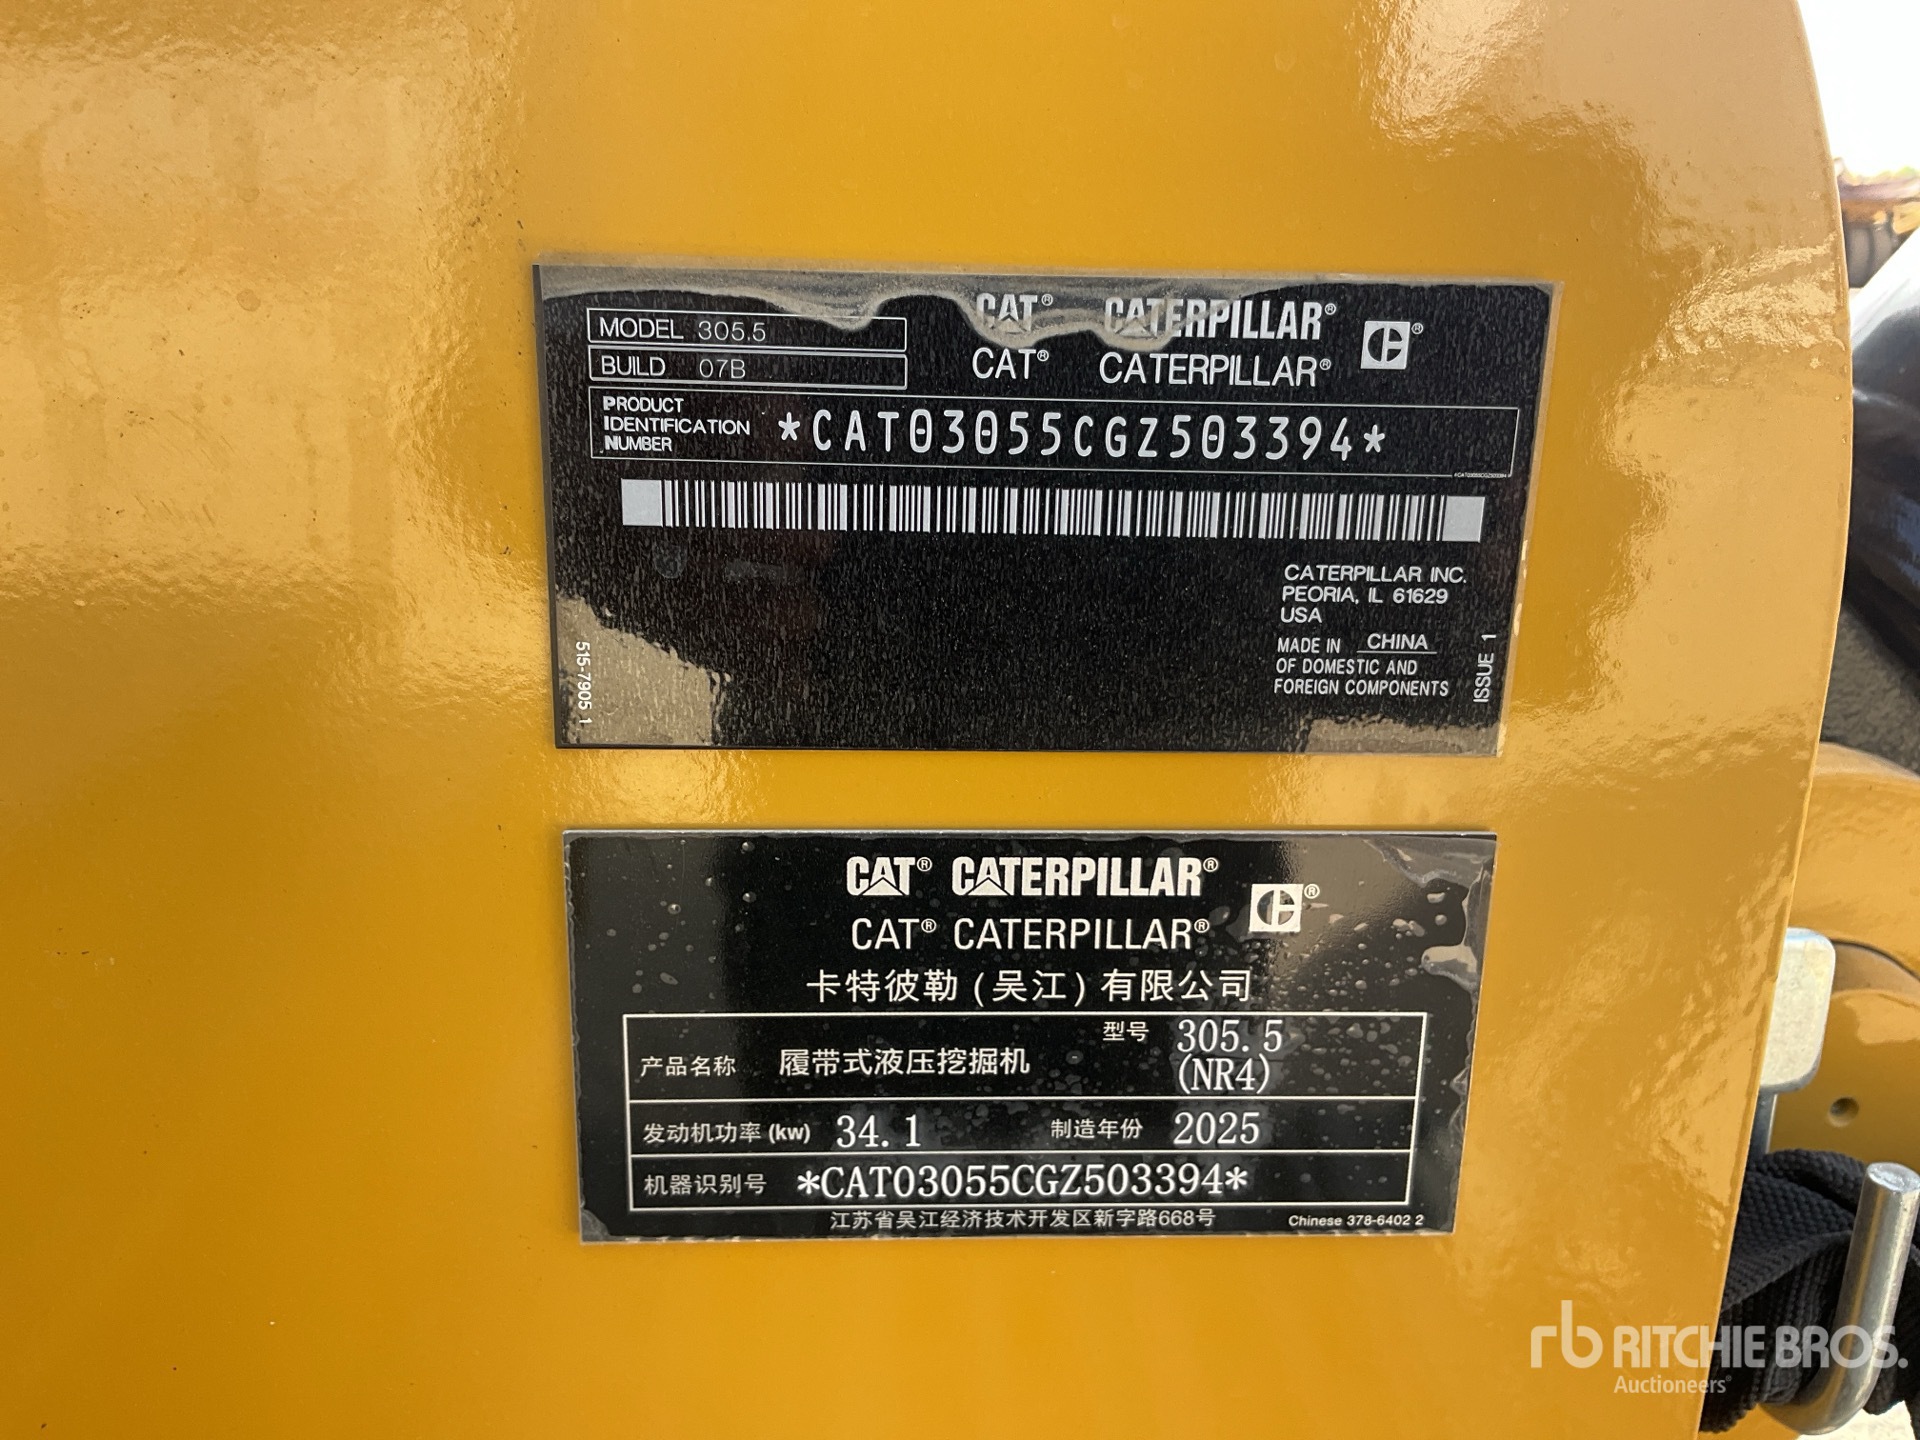 MODEL 305.5
BUILD 07B
CAT® CATERPILLAR®
CAT® CATERPILLAR®
PRODUCT
IDENTIFICATION
NUMBER
*CAT03055CGZ503394*
*CAT03055CGZ503394
CATERPILLAR INC.
PEORIA, IL 61629
USA
MADE IN CHINA
OF DOMESTIC AND
FOREIGN COMPONENTS
515-7905 1
ISSUE 1
CAT® CATERPILLAR®
CAT® CATERPILLAR®
卡特彼勒(吴江)有限公司
产品名称 履带式液压挖掘机 型号 305.5
(NR4)
发动机功率 (kw) 34.1 制造年份 2025
机器识别号 *CAT03055CGZ503394*
江苏省吴江经济技术开发区新字路668号 Chinese 378-6402 2
rb RITCHIE BROS.
Auctioneers®